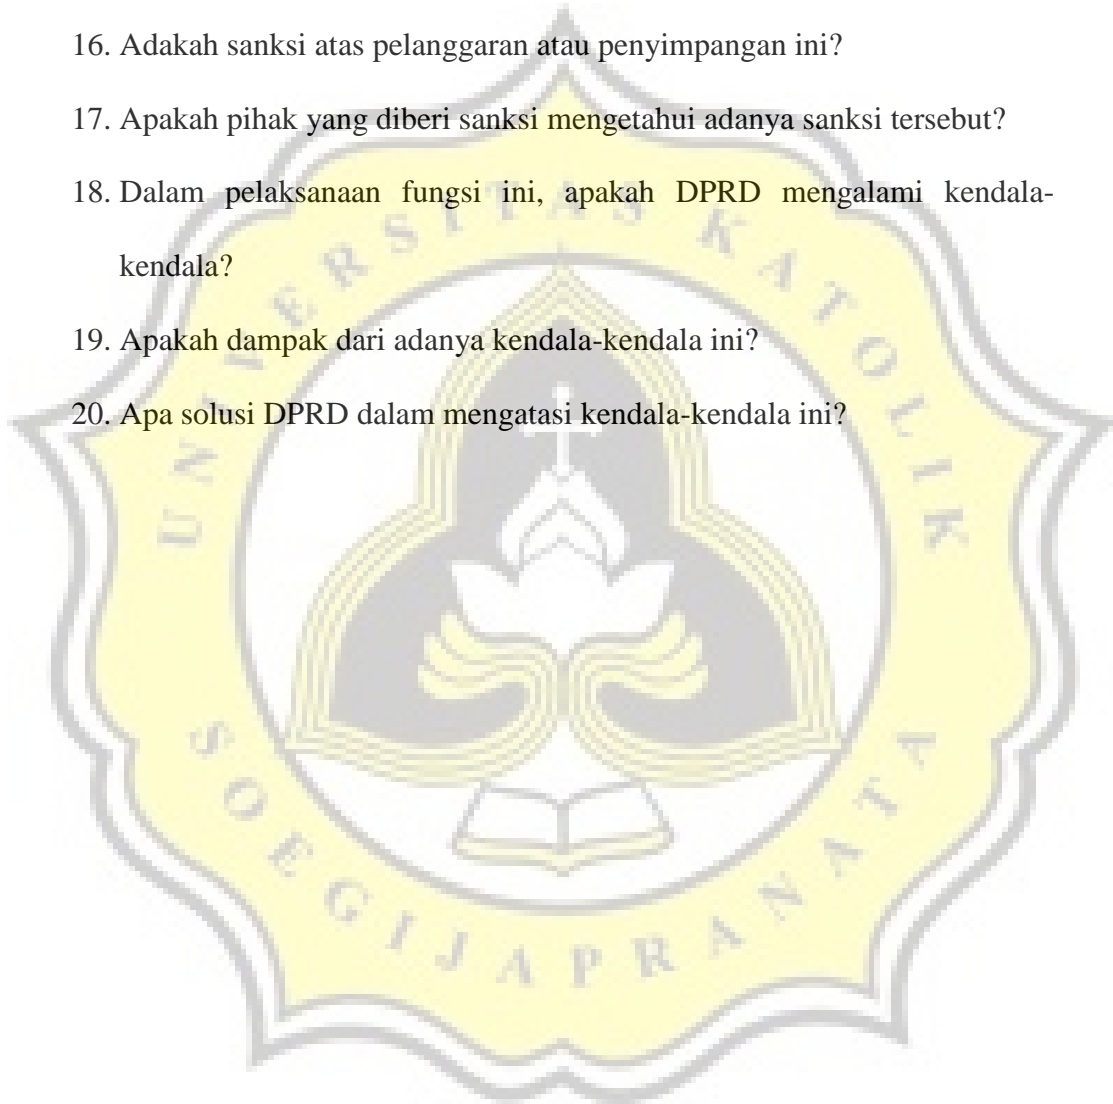 16. Adakah sanksi atas pelanggaran atau penyimpangan ini?
17. Apakah pihak yang diberi sanksi mengetahui adanya sanksi tersebut?
18. Dalam pelaksanaan fungsi ini, apakah DPRD mengalami kendala-
kendala?
19. Apakah dampak dari adanya kendala-kendala ini?
20. Apa solusi DPRD dalam mengatasi kendala-kendala ini?
UNIVERSITAS KATOLIK
SOEGIJAPRANATA